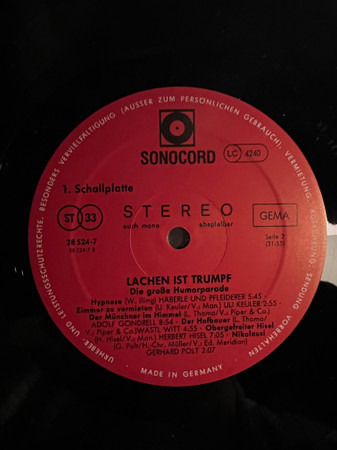 SONOCORD
LC 4240
1. Schallplatte
ST 33
STEREO
auch mono abspielbar
GEMA
28 524-7
Seite 2
LACHEN IST TRUMPF
Die große Humorparade
Hypnose (W. Illing) HÄBERLE UND PFLEIDERER 5:45 ·
Zimmer zu vermieten (U. Keuler/V.: Man.) ULI KEULER 2:55 ·
Der Münchner im Himmel (L. Thoma/V.: Piper & Co.)
ADOLF GONDRELL 8:54 · Der Hofbauer (L. Thoma/
V.: Piper & Co.) WASTL WITT 4:55 · Obergefreiter Hisel
(H. Hisel/V.: Man.) HERBERT HISEL 7:05 · Nikolausi
(G. Polt/H.-Chr. Müller/V.: Ed. Meridian)
GERHARD POLT 2:07
MADE IN GERMANY
URHEBER- UND LEISTUNGSSCHUTZRECHTE, BESONDERS VERVIELFÄLTIGUNG (AUSSER ZUM PERSÖNLICHEN GEBRAUCH), VERMIETUNG, SENDUNG VORBEHALTEN